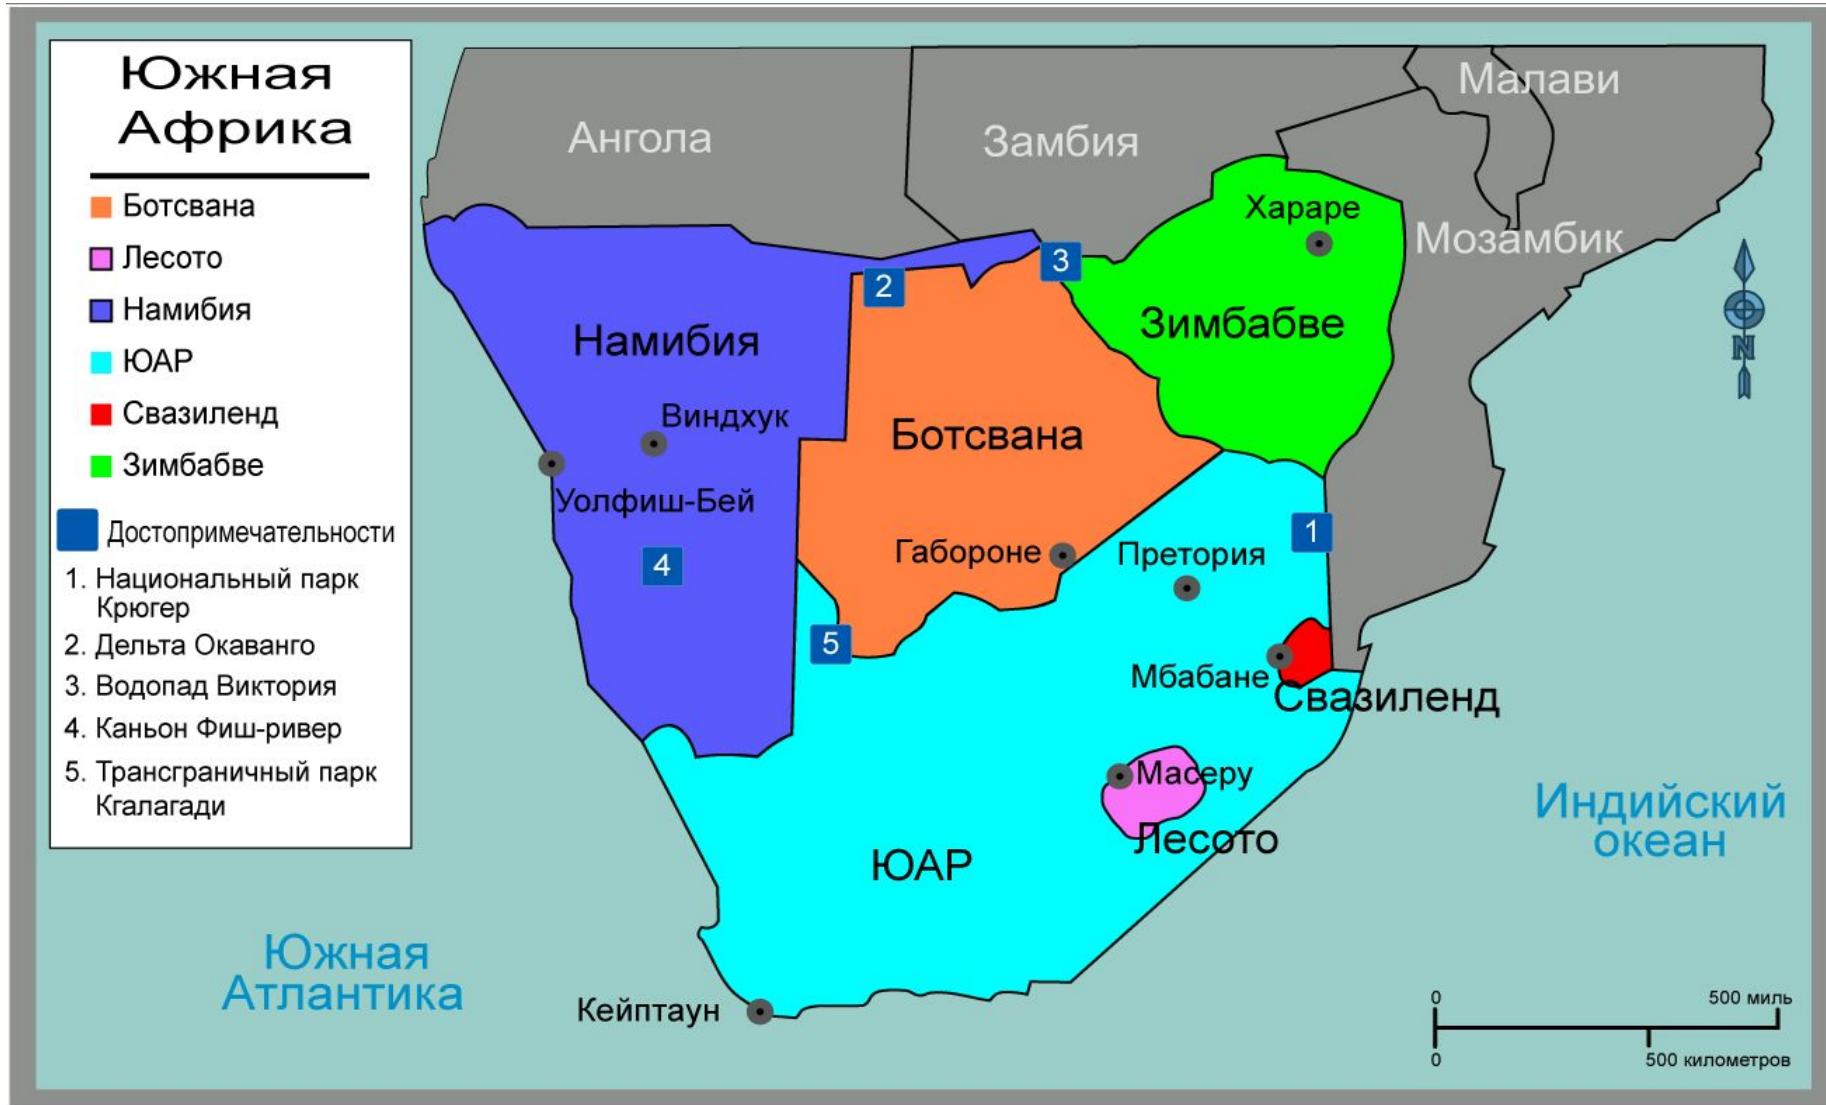 Южная
Африка
Ботсвана
Лесото
Намибия
ЮАР
Свазиленд
Зимбабве
Достопримечательности
1. Национальный парк
Крюгер
2. Дельта Окаванго
3. Водопад Виктория
4. Каньон Фиш-ривер
5. Трансграничный парк
Кгалагади
Ангола
Замбия
Малави
Мозамбик
Хараре
3
2
Зимбабве
Намибия
N
Виндхук
Ботсвана
Уолфиш-Бей
1
Габороне
Претория
4
5
Мбабане
Свазиленд
Масеру
Лесото
ЮАР
Индийский
океан
Южная
Атлантика
Кейптаун
0
500 миль
0
500 километров